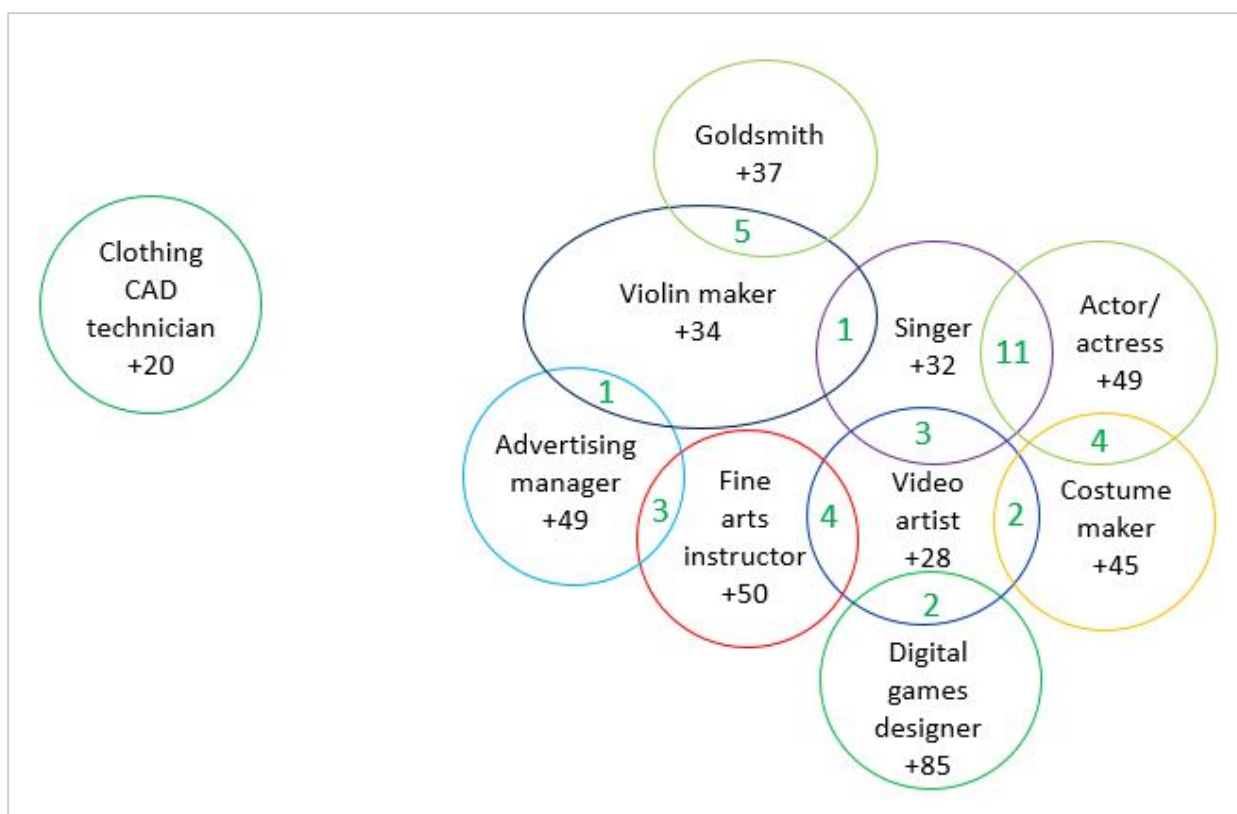 Goldsmith
+37
5
Clothing
CAD
technician
+20
Violin maker
+34
1
Singer
+32
11
Actor/
actress
+49
1
3
4
Advertising
manager
+49
3
Fine
arts
instructor
+50
4
Video
artist
+28
2
Costume
maker
+45
2
Digital
games
designer
+85